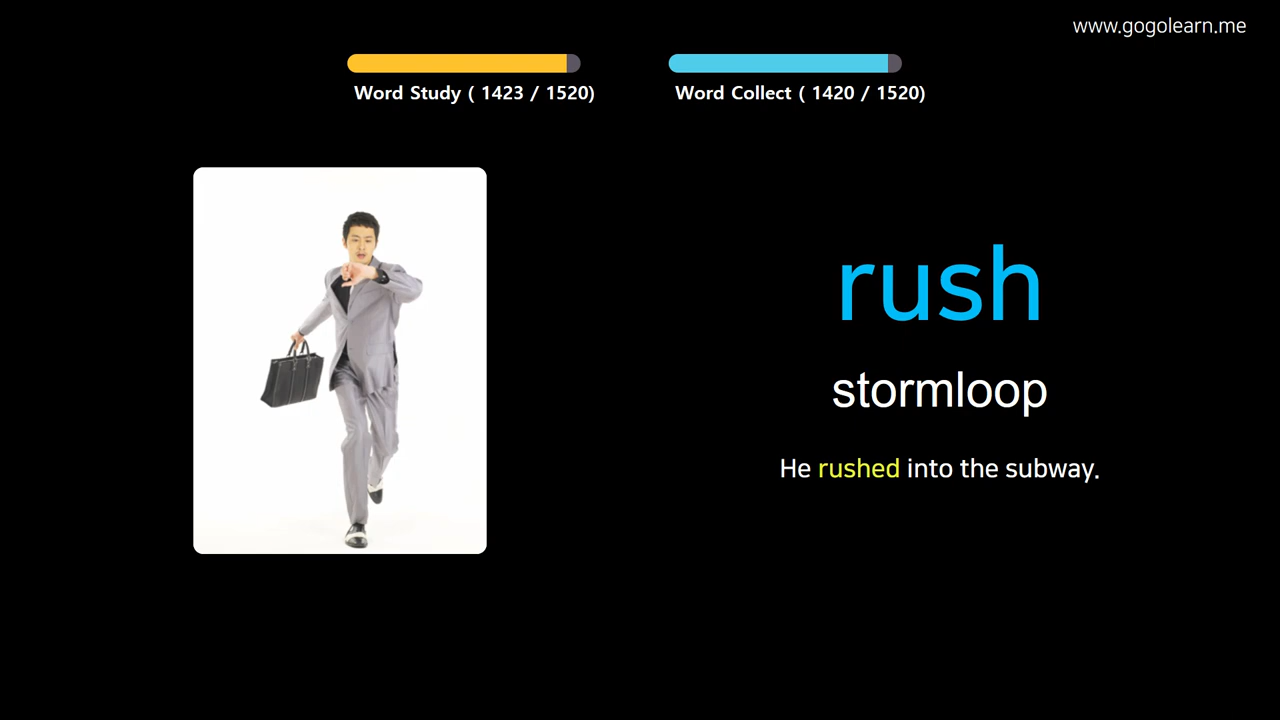 www.gogolearn.me
Word Study ( 1423 / 1520)
Word Collect ( 1420 / 1520)
rush
stormloop
He rushed into the subway.